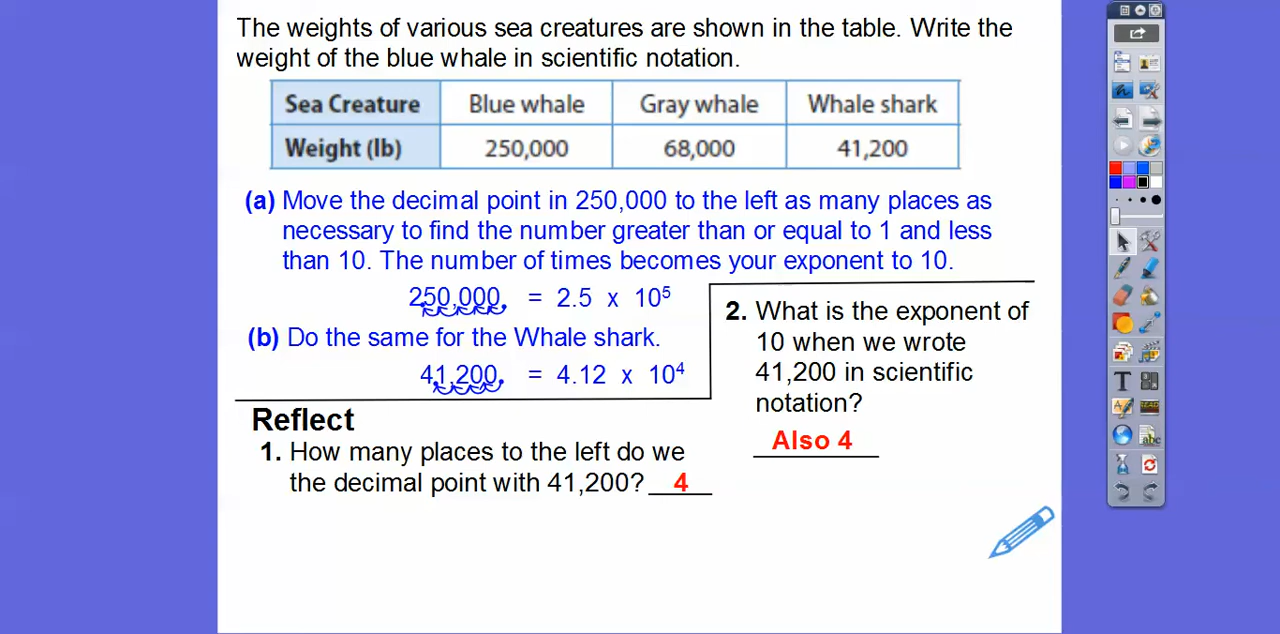 The weights of various sea creatures are shown in the table. Write the
weight of the blue whale in scientific notation.
Sea Creature Blue whale Gray whale Whale shark
Weight (lb) 250,000 68,000 41,200
(a) Move the decimal point in 250,000 to the left as many places as
necessary to find the number greater than or equal to 1 and less
than 10. The number of times becomes your exponent to 10.
250,000. = 2.5 x 10⁵
(b) Do the same for the Whale shark.
41,200. = 4.12 x 10⁴
Reflect
1. How many places to the left do we
the decimal point with 41,200? 4
2. What is the exponent of
10 when we wrote
41,200 in scientific
notation?
Also 4